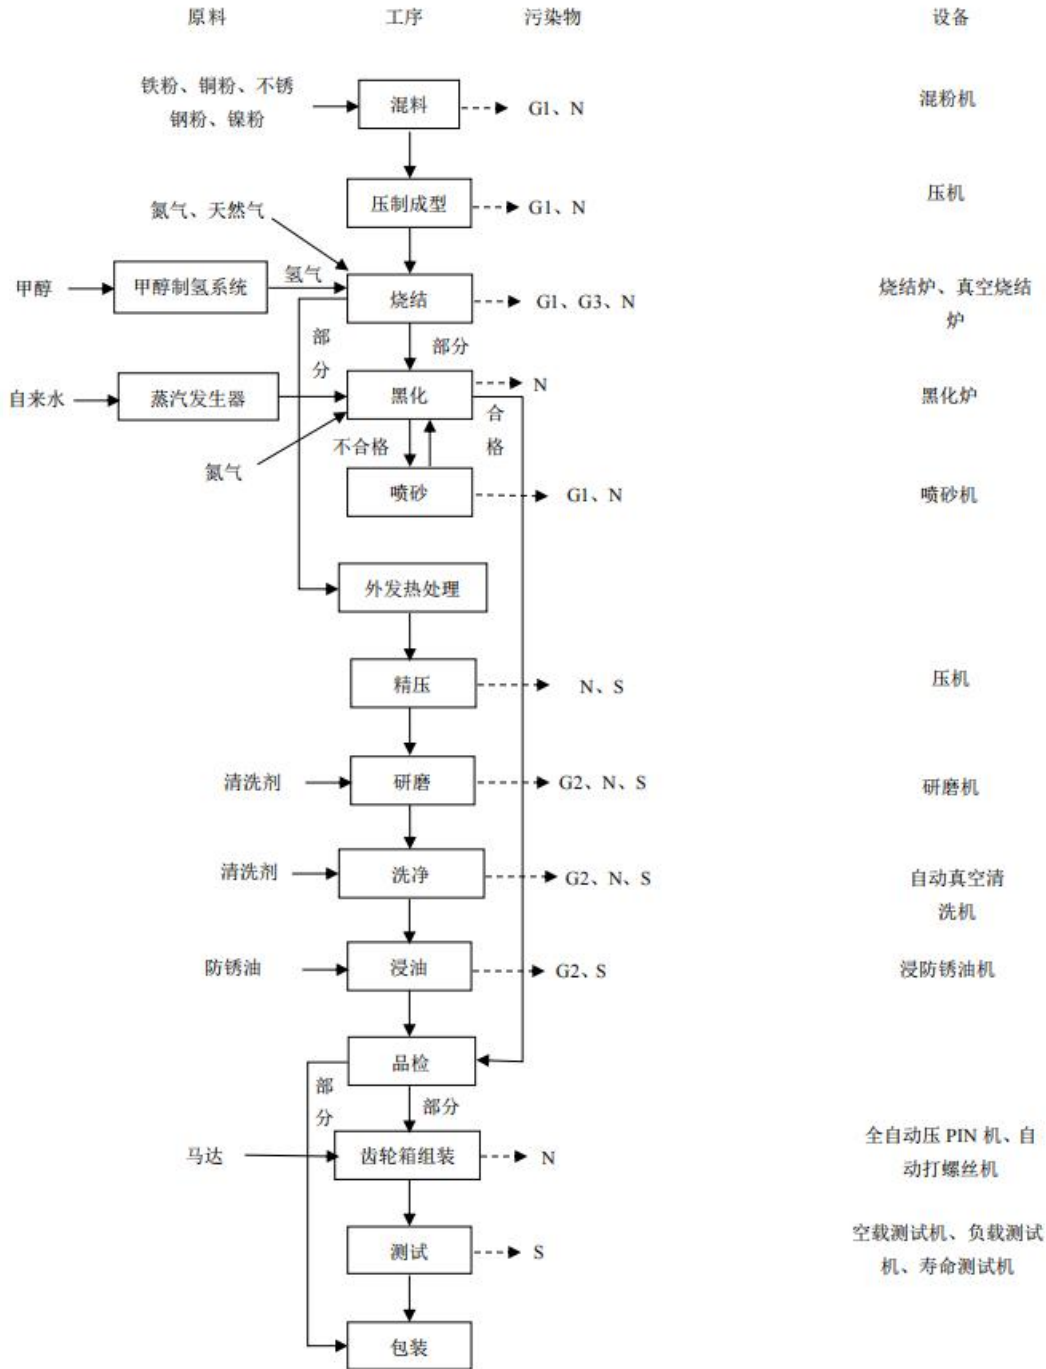 原料 工序 污染物 设备
铁粉、铜粉、不锈
钢粉、镍粉
混料
G1、N
混粉机
压制成型
G1、N
压机
氮气、天然气
甲醇
甲醇制氢系统
氢气
烧结
G1、G3、N
烧结炉、真空烧结
炉
部
分
部分
自来水
蒸汽发生器
黑化
N
黑化炉
合
格
不合格
氮气
喷砂
G1、N
喷砂机
外发热处理
精压
N、S
压机
清洗剂
研磨
G2、N、S
研磨机
清洗剂
洗净
G2、N、S
自动真空清
洗机
防锈油
浸油
G2、S
浸防锈油机
品检
部
分
部分
马达
齿轮箱组装
N
全自动压 PIN 机、自
动打螺丝机
测试
S
空载测试机、负载测试
机、寿命测试机
包装